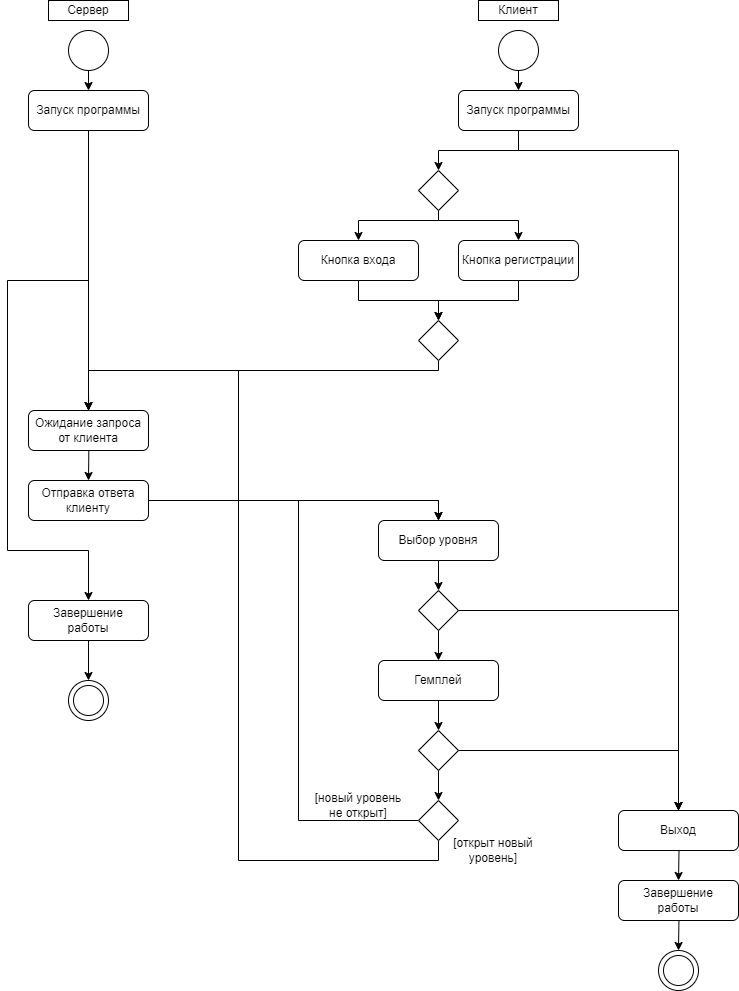 Сервер
Клиент
Запуск программы
Запуск программы
Кнопка входа
Кнопка регистрации
Ожидание запроса
от клиента
Отправка ответа
клиенту
Выбор уровня
Завершение
работы
Гемплей
[новый уровень
не открыт]
[открыт новый
уровень]
Выход
Завершение
работы